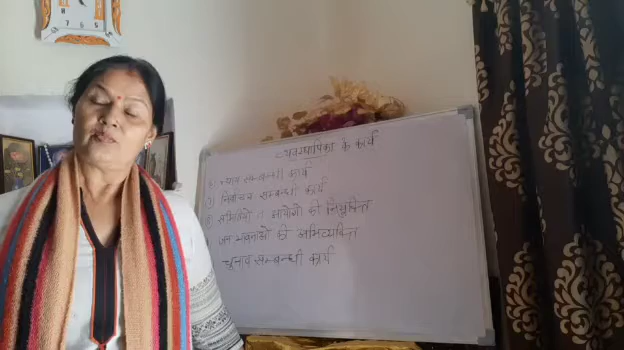 व्यवस्थापिका के कार्य
न्याय सम्बन्धी कार्य
निर्वाचन सम्बन्धी कार्य
समितियों व आयोगों की नियुक्ति
जन भावनाओं की अभिव्यक्ति
चुनाव सम्बन्धी कार्य